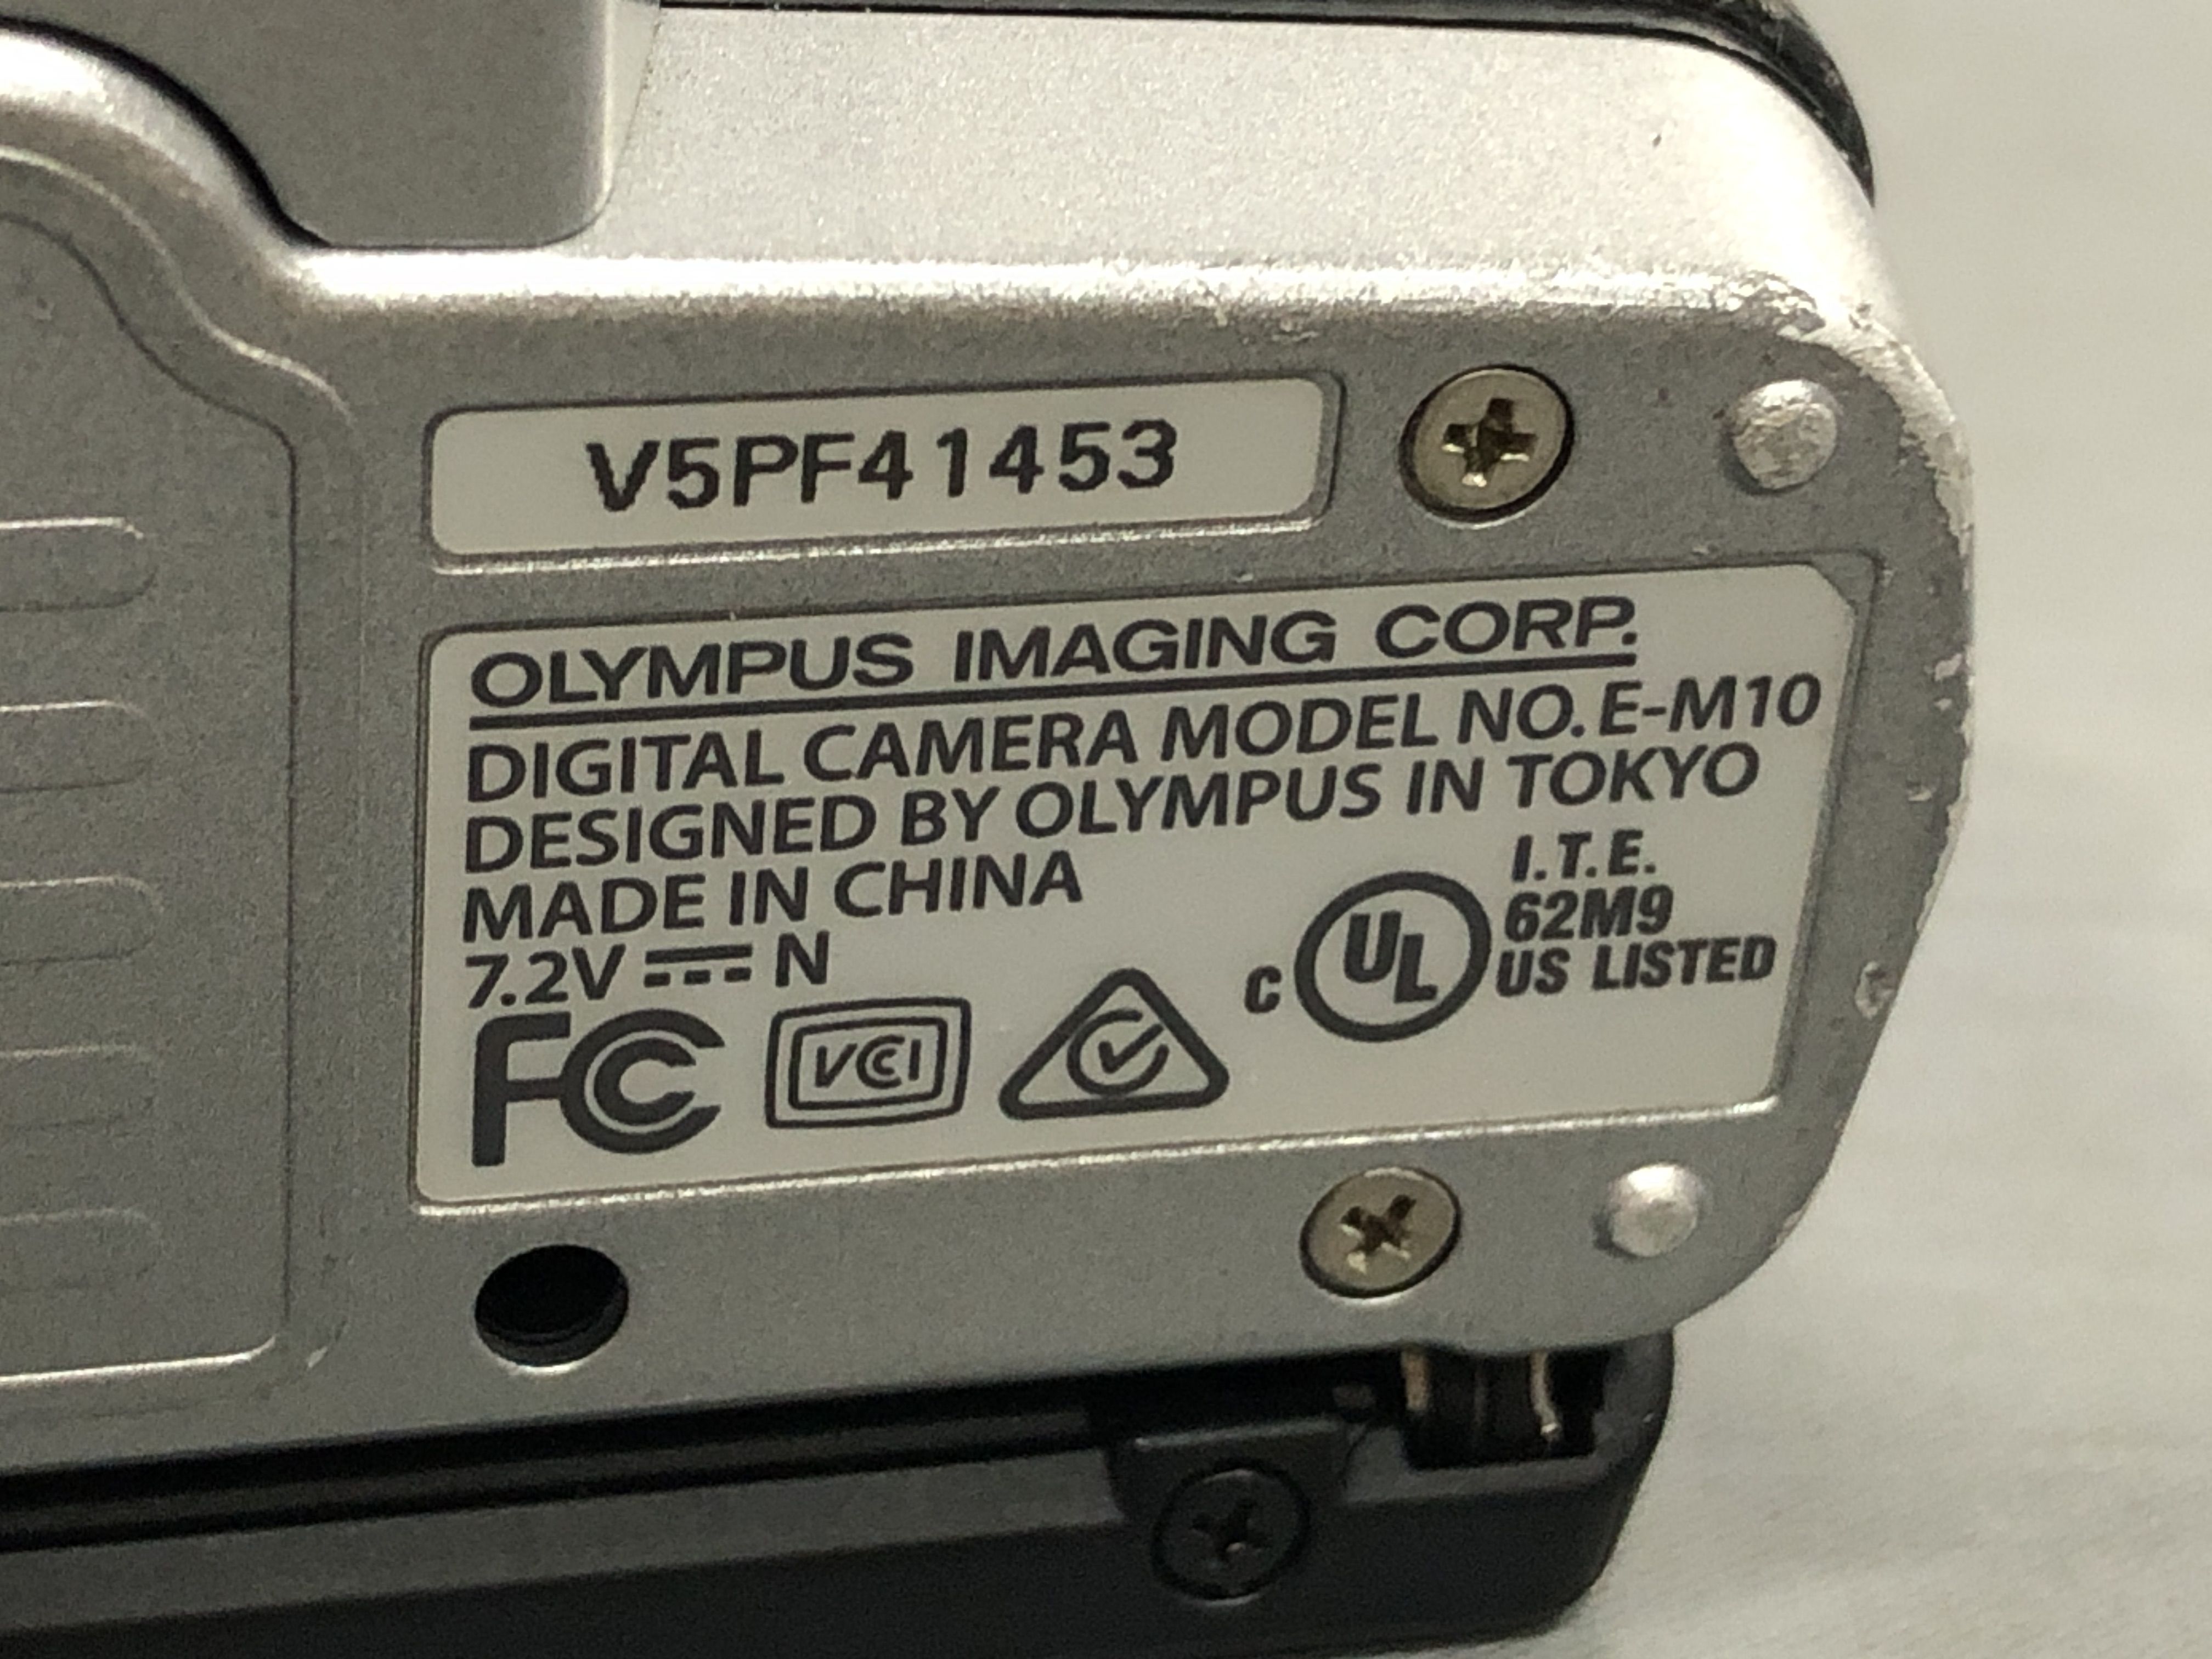 V5PF41453
OLYMPUS IMAGING CORP.
DIGITAL CAMERA MODEL NO. E-M10
DESIGNED BY OLYMPUS IN TOKYO
MADE IN CHINA
7.2V ⎓ N
I.T.E.
62M9
C UL US LISTED
FC VCI